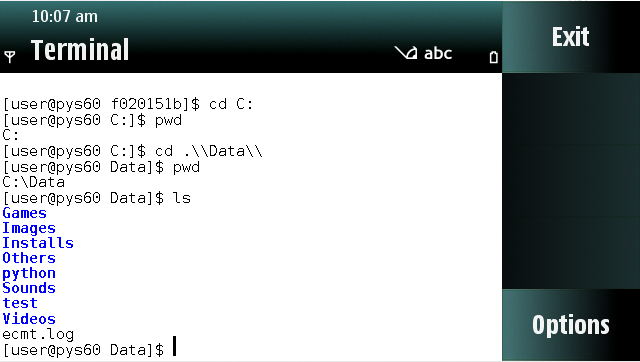 10:07 am
Terminal
abc
Exit
[user@pys60 f020151b]$ cd C:
[user@pys60 C:]$ pwd
C:
[user@pys60 C:]$ cd .\\Data\\
[user@pys60 Data]$ pwd
C:\Data
[user@pys60 Data]$ ls
Games
Images
Installs
Others
python
Sounds
test
Videos
ecmt.log
[user@pys60 Data]$
Options